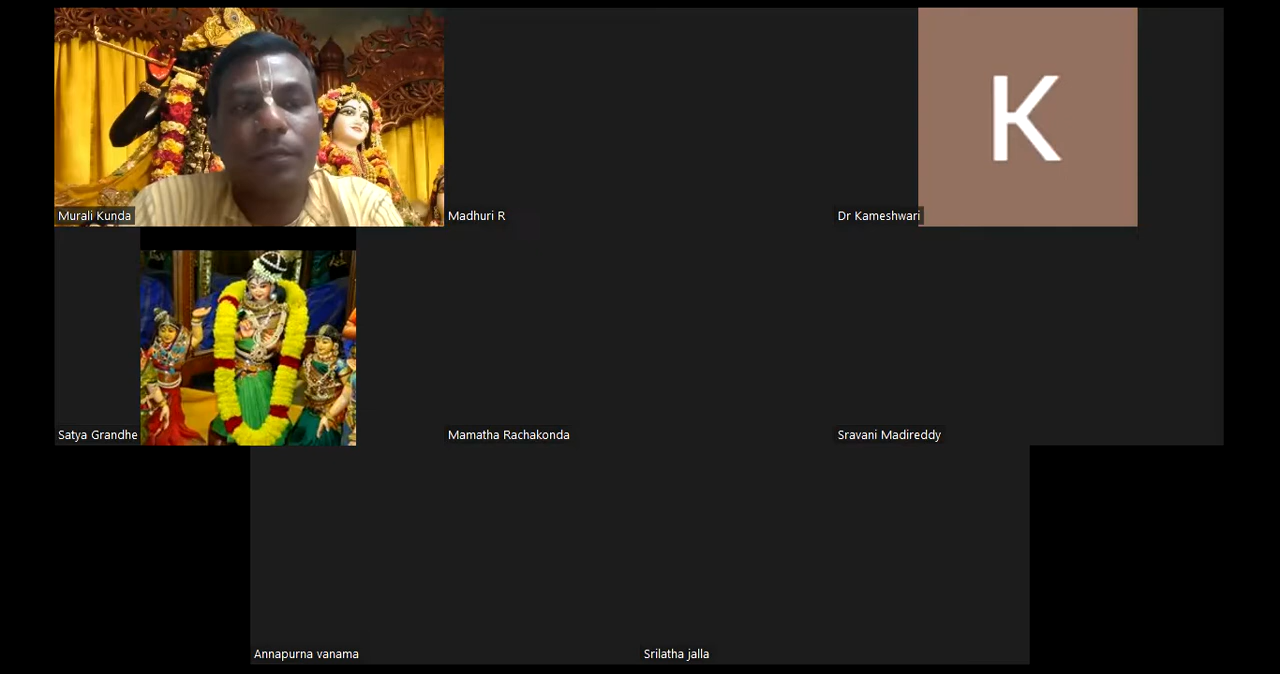 K
Murali Kunda
Madhuri R
Dr Kameshwari
Satya Grandhe
Mamatha Rachakonda
Sravani Madireddy
Annapurna vanama
Srilatha jalla